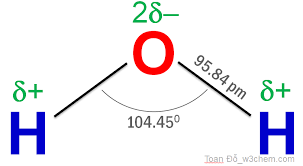 2δ–
O
δ+
95.84 pm
δ+
104.45⁰
H
H
Toan Đỗ_w3chem.com